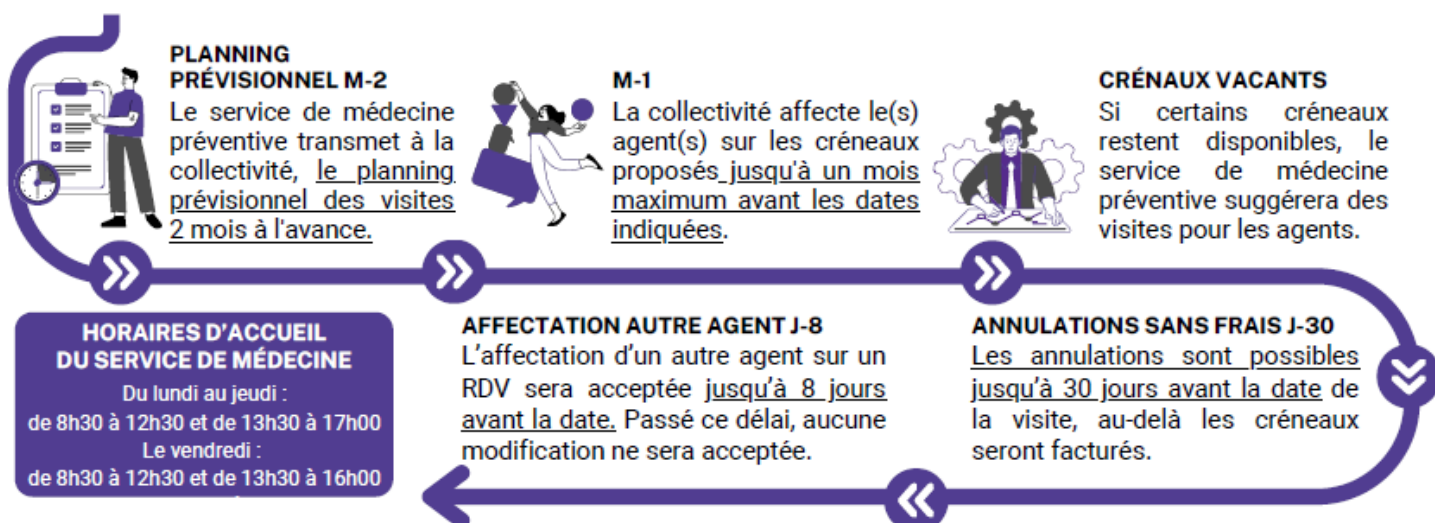 PLANNING
PRÉVISIONNEL M-2
Le service de médecine
préventive transmet à la
collectivité, le planning
prévisionnel des visites
2 mois à l'avance.
M-1
La collectivité affecte le(s)
agent(s) sur les créneaux
proposés jusqu'à un mois
maximum avant les dates
indiquées.
CRÉNAUX VACANTS
Si certains créneaux
restent disponibles, le
service de médecine
préventive suggérera des
visites pour les agents.
ANNULATIONS SANS FRAIS J-30
Les annulations sont possibles
jusqu'à 30 jours avant la date de
la visite, au-delà les créneaux
seront facturés.
AFFECTATION AUTRE AGENT J-8
L'affectation d'un autre agent sur un
RDV sera acceptée jusqu'à 8 jours
avant la date. Passé ce délai, aucune
modification ne sera acceptée.
HORAIRES D'ACCUEIL
DU SERVICE DE MÉDECINE
Du lundi au jeudi :
de 8h30 à 12h30 et de 13h30 à 17h00
Le vendredi :
de 8h30 à 12h30 et de 13h30 à 16h00